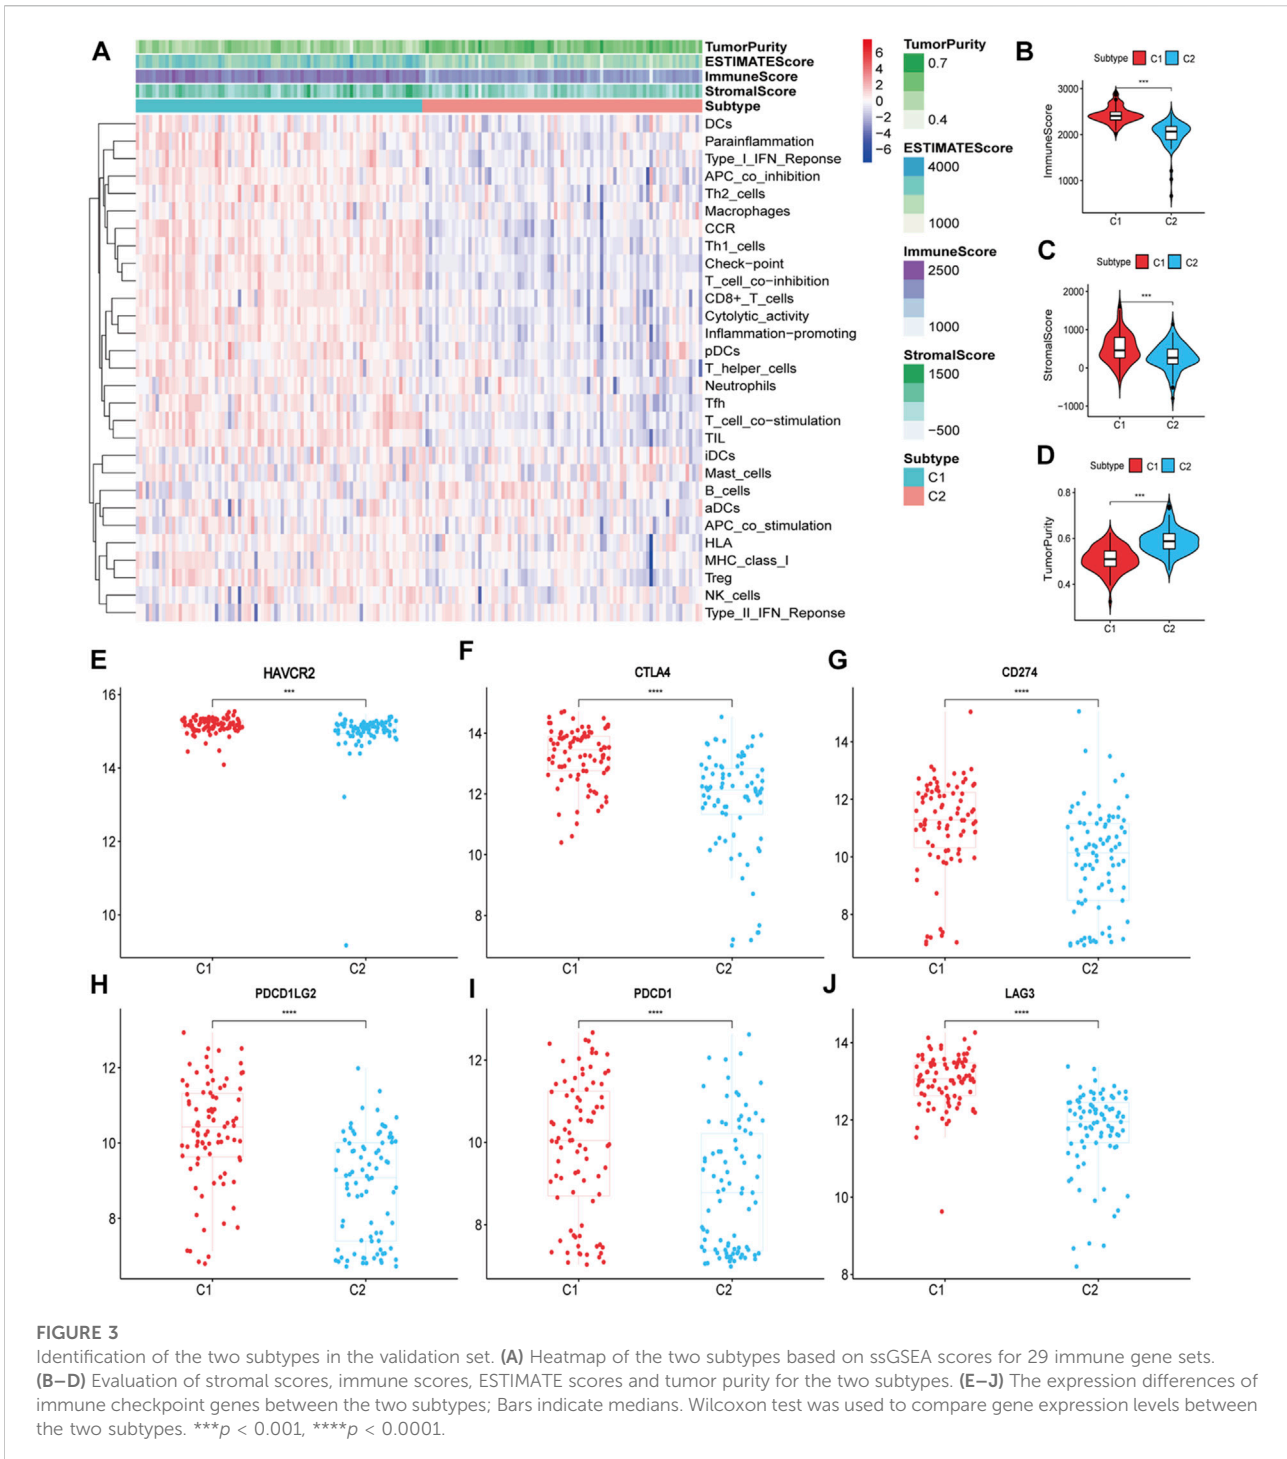 A
TumorPurity
ESTIMATEScore
ImmuneScore
StromalScore
Subtype
DCs
Parainflammation
Type_I_IFN_Reponse
APC_co_inhibition
Th2_cells
Macrophages
CCR
Th1_cells
Check-point
T_cell_co-inhibition
CD8+_T_cells
Cytolytic_activity
Inflammation-promoting
pDCs
T_helper_cells
Neutrophils
Tfh
T_cell_co-stimulation
TIL
iDCs
Mast_cells
B_cells
aDCs
APC_co_stimulation
HLA
MHC_class_I
Treg
NK_cells
Type_II_IFN_Reponse
6
4
2
0
−2
−4
−6
TumorPurity
0.7
0.4
ESTIMATEScore
4000
1000
ImmuneScore
2500
1000
StromalScore
1500
−500
Subtype
C1
C2
B
Subtype C1 C2
***
ImmuneScore
3000
2000
1000
C1 C2
C
Subtype C1 C2
***
StromalScore
2000
1000
0
−1000
C1 C2
D
Subtype C1 C2
***
TumorPurity
0.8
0.6
0.4
C1 C2
E
HAVCR2
***
16
14
12
10
C1 C2
F
CTLA4
****
14
12
10
8
C1 C2
G
CD274
****
14
12
10
8
C1 C2
H
PDCD1LG2
****
12
10
8
C1 C2
I
PDCD1
****
12
10
8
C1 C2
J
LAG3
****
14
12
10
8
C1 C2
FIGURE 3
Identification of the two subtypes in the validation set. (A) Heatmap of the two subtypes based on ssGSEA scores for 29 immune gene sets.
(B–D) Evaluation of stromal scores, immune scores, ESTIMATE scores and tumor purity for the two subtypes. (E–J) The expression differences of
immune checkpoint genes between the two subtypes; Bars indicate medians. Wilcoxon test was used to compare gene expression levels between
the two subtypes. ***p < 0.001, ****p < 0.0001.